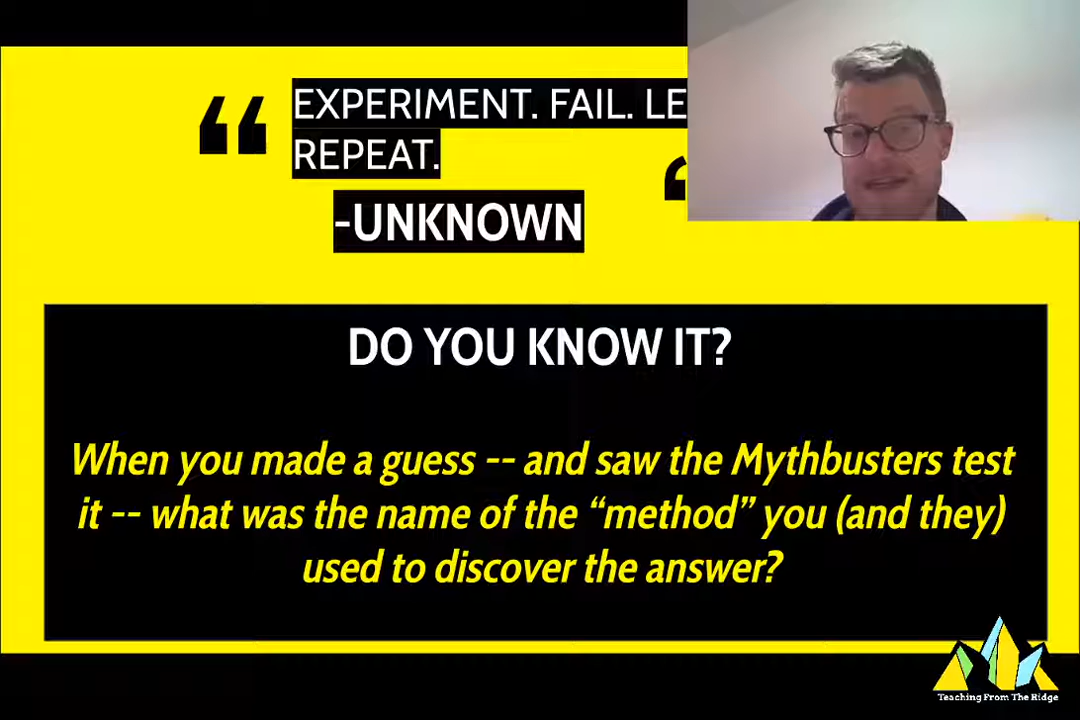 “
EXPERIMENT. FAIL. LE
REPEAT.
-UNKNOWN
DO YOU KNOW IT?
When you made a guess -- and saw the Mythbusters test
it -- what was the name of the “method” you (and they)
used to discover the answer?
Teaching From The Ridge